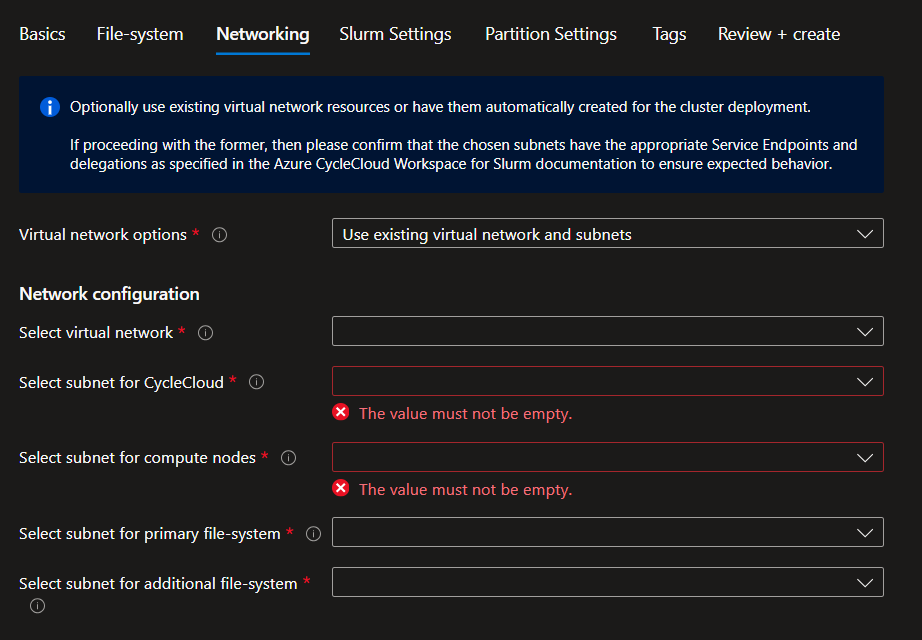 Basics File-system Networking Slurm Settings Partition Settings Tags Review + create
Optionally use existing virtual network resources or have them automatically created for the cluster deployment.
If proceeding with the former, then please confirm that the chosen subnets have the appropriate Service Endpoints and
delegations as specified in the Azure CycleCloud Workspace for Slurm documentation to ensure expected behavior.
Virtual network options * Use existing virtual network and subnets
Network configuration
Select virtual network *
Select subnet for CycleCloud *
The value must not be empty.
Select subnet for compute nodes *
The value must not be empty.
Select subnet for primary file-system *
Select subnet for additional file-system *